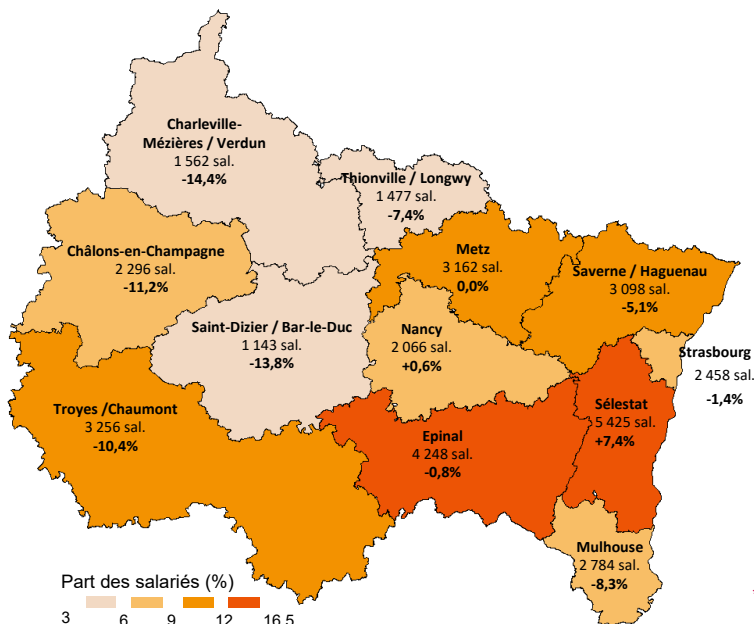 Charleville-
Mézières / Verdun
1 562 sal.
-14,4%
Thionville / Longwy
1 477 sal.
-7,4%
Châlons-en-Champagne
2 296 sal.
-11,2%
Metz
3 162 sal.
0,0%
Saverne / Haguenau
3 098 sal.
-5,1%
Saint-Dizier / Bar-le-Duc
1 143 sal.
-13,8%
Nancy
2 066 sal.
+0,6%
Strasbourg
2 458 sal.
-1,4%
Troyes /Chaumont
3 256 sal.
-10,4%
Epinal
4 248 sal.
-0,8%
Sélestat
5 425 sal.
+7,4%
Mulhouse
2 784 sal.
-8,3%
Part des salariés (%)
3 6 9 12 16,5